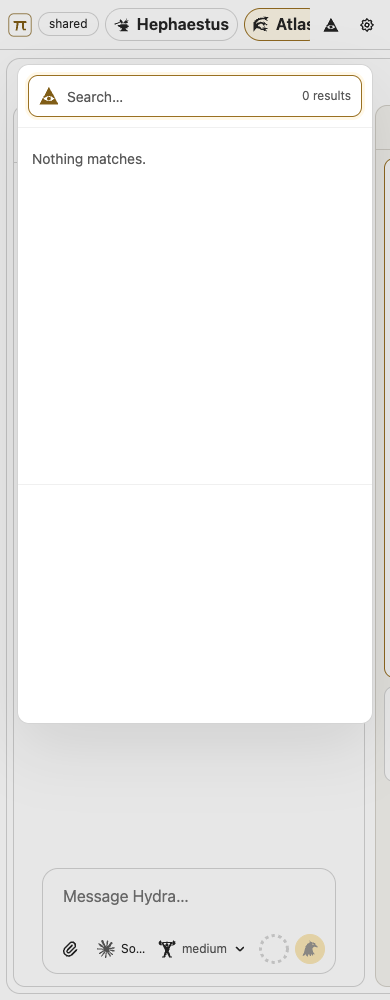 π
shared
Hephaestus
Atlas
Search...
0 results
Nothing matches.
Message Hydra...
So...
medium